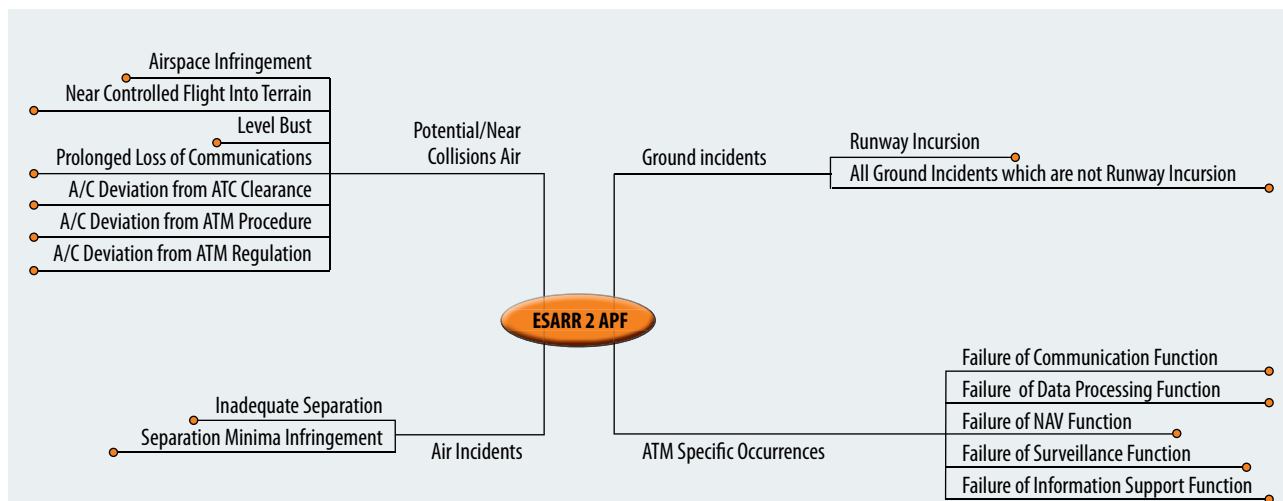 Airspace Infringement
Near Controlled Flight Into Terrain
Level Bust
Prolonged Loss of Communications
A/C Deviation from ATC Clearance
A/C Deviation from ATM Procedure
A/C Deviation from ATM Regulation
Potential/Near
Collisions Air
Ground incidents
Runway Incursion
All Ground Incidents which are not Runway Incursion
ESARR 2 APF
Inadequate Separation
Separation Minima Infringement
Air Incidents
ATM Specific Occurrences
Failure of Communication Function
Failure of Data Processing Function
Failure of NAV Function
Failure of Surveillance Function
Failure of Information Support Function